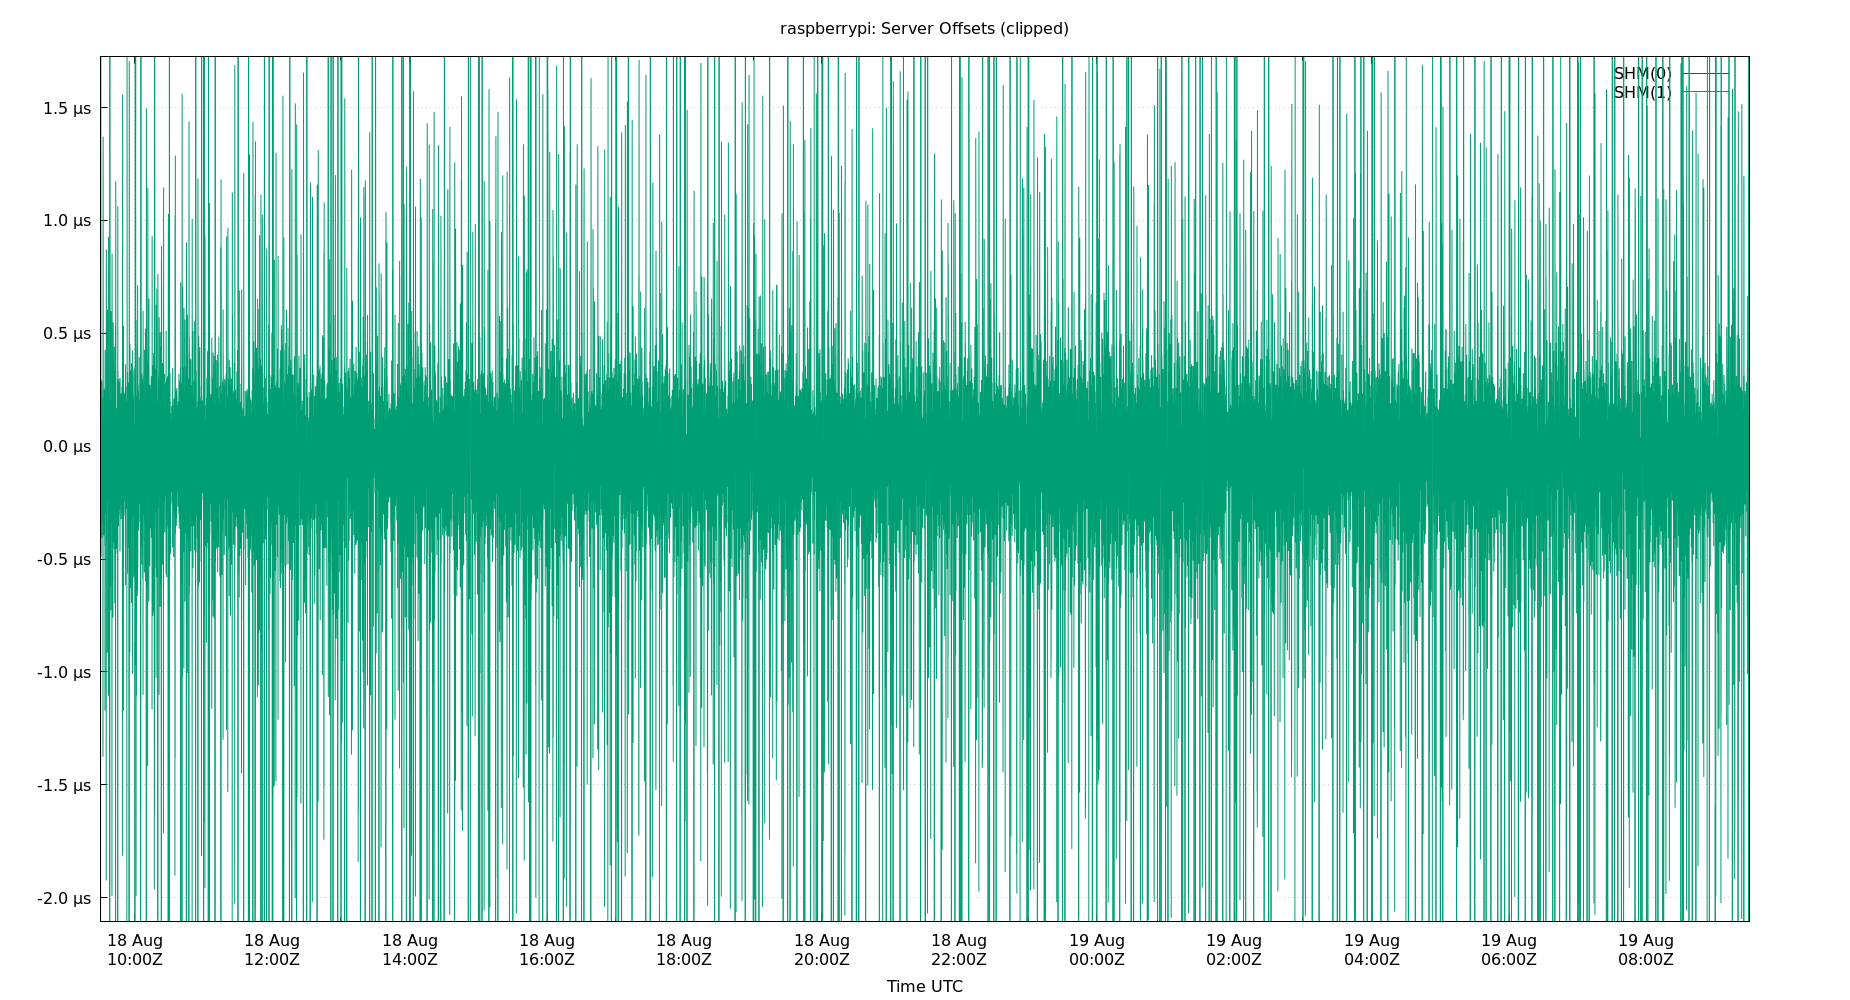 raspberrypi: Server Offsets (clipped)
SHM(0)
SHM(1)
1.5 µs
1.0 µs
0.5 µs
0.0 µs
-0.5 µs
-1.0 µs
-1.5 µs
-2.0 µs
18 Aug 18 Aug 18 Aug 18 Aug 18 Aug 18 Aug 18 Aug 19 Aug 19 Aug 19 Aug 19 Aug 19 Aug
10:00Z 12:00Z 14:00Z 16:00Z 18:00Z 20:00Z 22:00Z 00:00Z 02:00Z 04:00Z 06:00Z 08:00Z
Time UTC